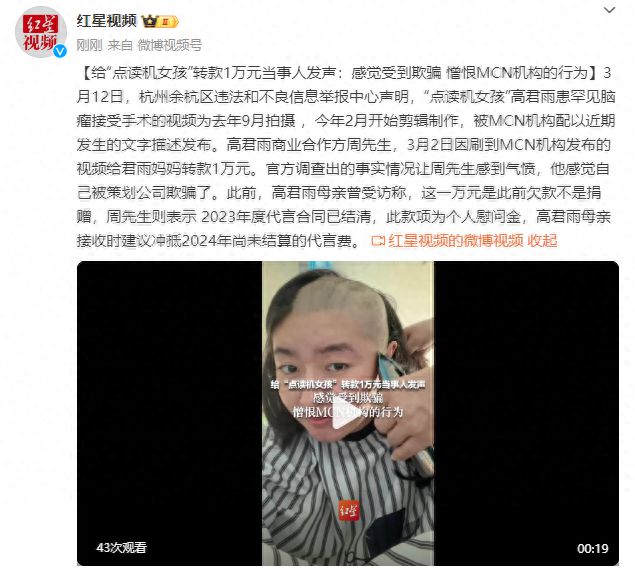 红星
视频
红星视频 II
刚刚 来自 微博视频号
【给“点读机女孩”转款1万元当事人发声：感觉受到欺骗 憎恨MCN机构的行为】3
月12日，杭州余杭区违法和不良信息举报中心声明，“点读机女孩”高君雨患罕见脑
瘤接受手术的视频为去年9月拍摄 ，今年2月开始剪辑制作，被MCN机构配以近期
发生的文字描述发布。高君雨商业合作方周先生，3月2日因刷到MCN机构发布的
视频给君雨妈妈转款1万元。官方调查出的事实情况让周先生感到气愤，他感觉自
己被策划公司欺骗了。此前，高君雨母亲曾受访称，这一万元是此前欠款不是捐
赠，周先生则表示 2023年度代言合同已结清，此款项为个人慰问金，高君雨母亲
接收时建议冲抵2024年尚未结算的代言费。 红星视频的微博视频 收起
给“点读机女孩”转款1万元当事人发声
感觉受到欺骗
憎恨MCN机构的行为
红星
43次观看
00:19